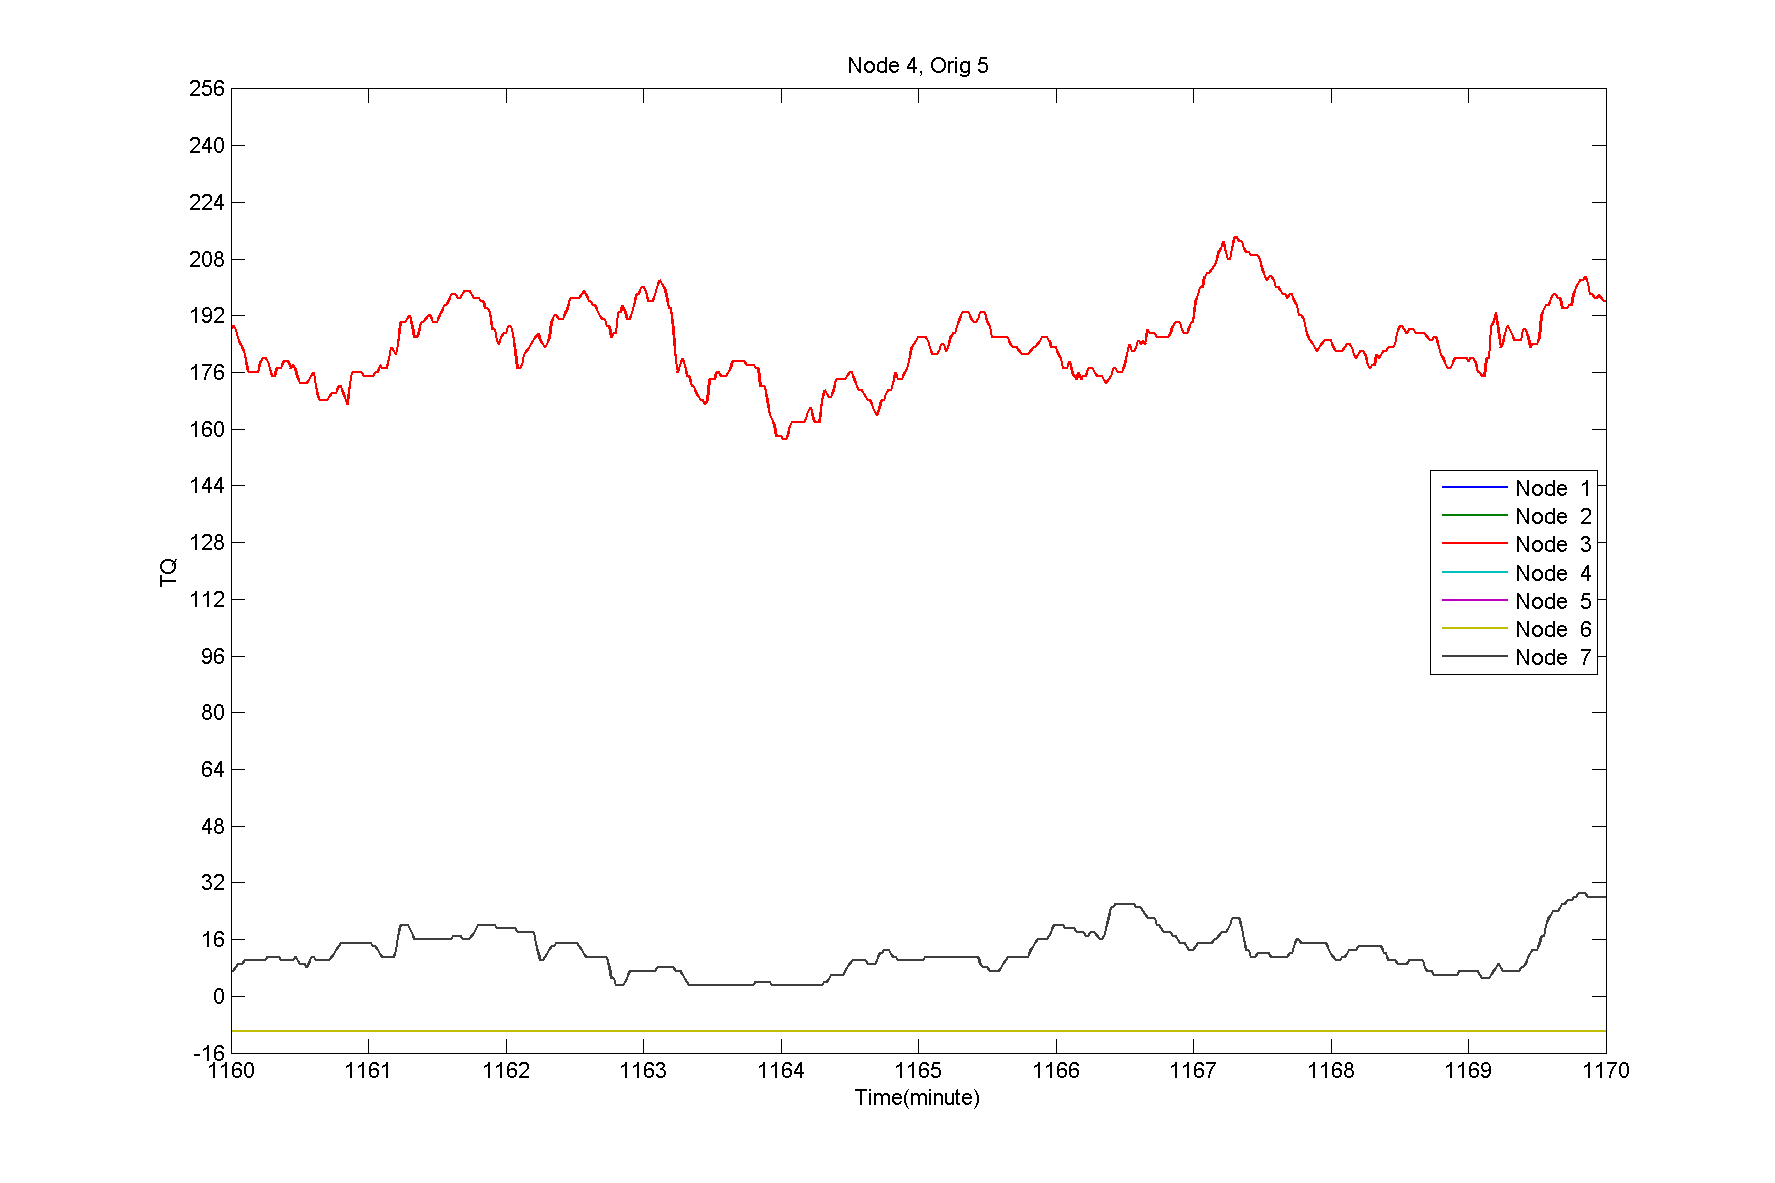 Node 4, Orig 5
256
240
224
208
192
176
160
144
128
112
96
80
64
48
32
16
0
-16
TQ
Node 1
Node 2
Node 3
Node 4
Node 5
Node 6
Node 7
1160 1161 1162 1163 1164 1165 1166 1167 1168 1169 1170
Time(minute)